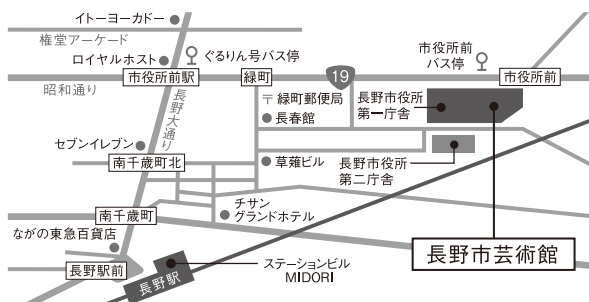 イトーヨーカドー
権堂アーケード
ロイヤルホスト
ぐるりん号バス停
市役所前
バス停
市役所前駅
緑町
19
市役所前
昭和通り
長野大通り
〒緑町郵便局
長春館
長野市役所
第一庁舎
セブンイレブン
南千歳町北
草薙ビル
長野市役所
第二庁舎
南千歳町
チサン
グランドホテル
ながの東急百貨店
長野市芸術館
長野駅前
長野駅
ステーションビル
MIDORI